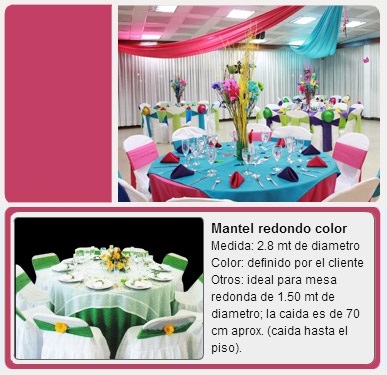 Mantel redondo color
Medida: 2.8 mt de diametro
Color: definido por el cliente
Otros: ideal para mesa
redonda de 1.50 mt de
diametro; la caida es de 70
cm aprox. (caida hasta el
piso).